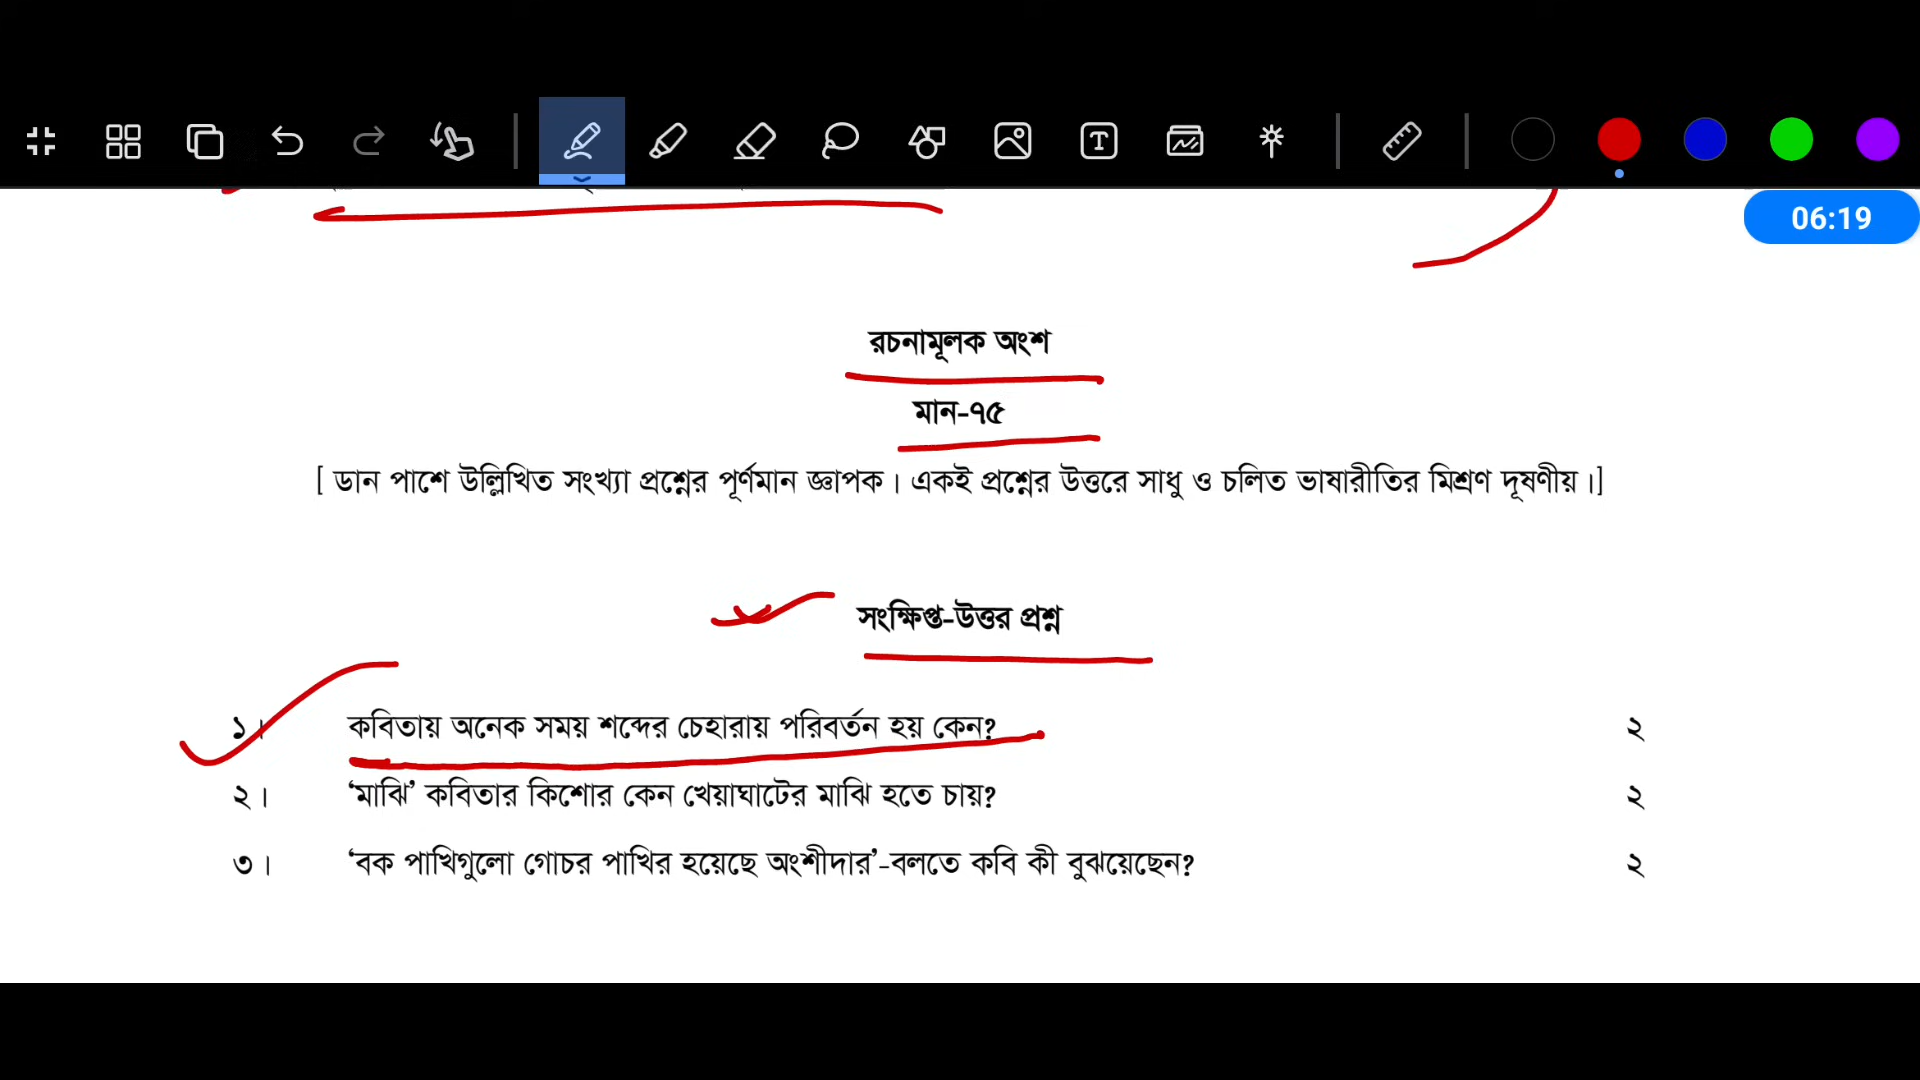 06:19
রচনামূলক অংশ
মান-৭৫
[ ডান পাশে উল্লিখিত সংখ্যা প্রশ্নের পূর্ণমান জ্ঞাপক। একই প্রশ্নের উত্তরে সাধু ও চলিত ভাষারীতির মিশ্রণ দূষণীয়।]
সংক্ষিপ্ত-উত্তর প্রশ্ন
১। কবিতায় অনেক সময় শব্দের চেহারায় পরিবর্তন হয় কেন? ২
২। ‘মাঝি’ কবিতার কিশোর কেন খেয়াঘাটের মাঝি হতে চায়? ২
৩। ‘বক পাখিগুলো গোচর পাখির হয়েছে অংশীদার’-বলতে কবি কী বুঝয়েছেন? ২